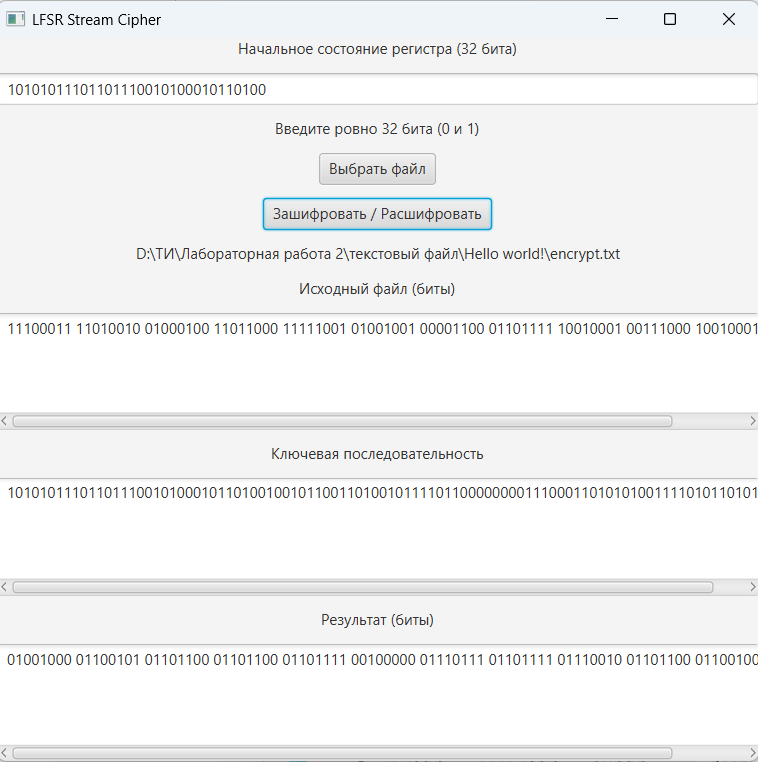 LFSR Stream Cipher
Начальное состояние регистра (32 бита)
10101011101101110010100010110100
Введите ровно 32 бита (0 и 1)
Выбрать файл
Зашифровать / Расшифровать
D:\ТИ\Лабораторная работа 2\текстовый файл\Hello world!\encrypt.txt
Исходный файл (биты)
11100011 11010010 01000100 11011000 11111001 01001001 00001100 01101111 10010001 00111000 10010001
Ключевая последовательность
101010111011011100101000101101001001011001101001011110110000000011100011010101001111010110101
Результат (биты)
01001000 01100101 01101100 01101100 01101111 00100000 01110111 01101111 01110010 01101100 01100100